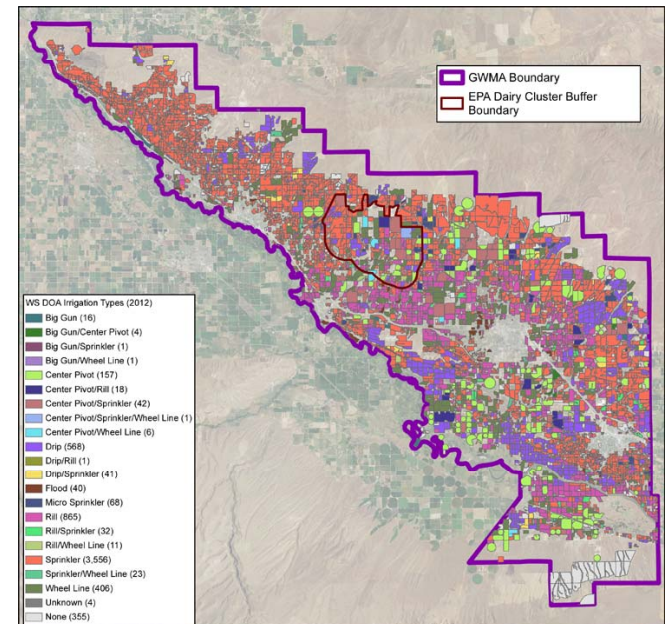 GWMA Boundary
EPA Dairy Cluster Buffer
Boundary
WS DOA Irrigation Types (2012)
Big Gun (16)
Big Gun/Center Pivot (4)
Big Gun/Sprinkler (1)
Big Gun/Wheel Line (1)
Center Pivot (157)
Center Pivot/Rill (18)
Center Pivot/Sprinkler (42)
Center Pivot/Sprinkler/Wheel Line (1)
Center Pivot/Wheel Line (6)
Drip (568)
Drip/Rill (1)
Drip/Sprinkler (41)
Flood (40)
Micro Sprinkler (68)
Rill (865)
Rill/Sprinkler (32)
Rill/Wheel Line (11)
Sprinkler (3,556)
Sprinkler/Wheel Line (23)
Wheel Line (406)
Unknown (4)
None (355)